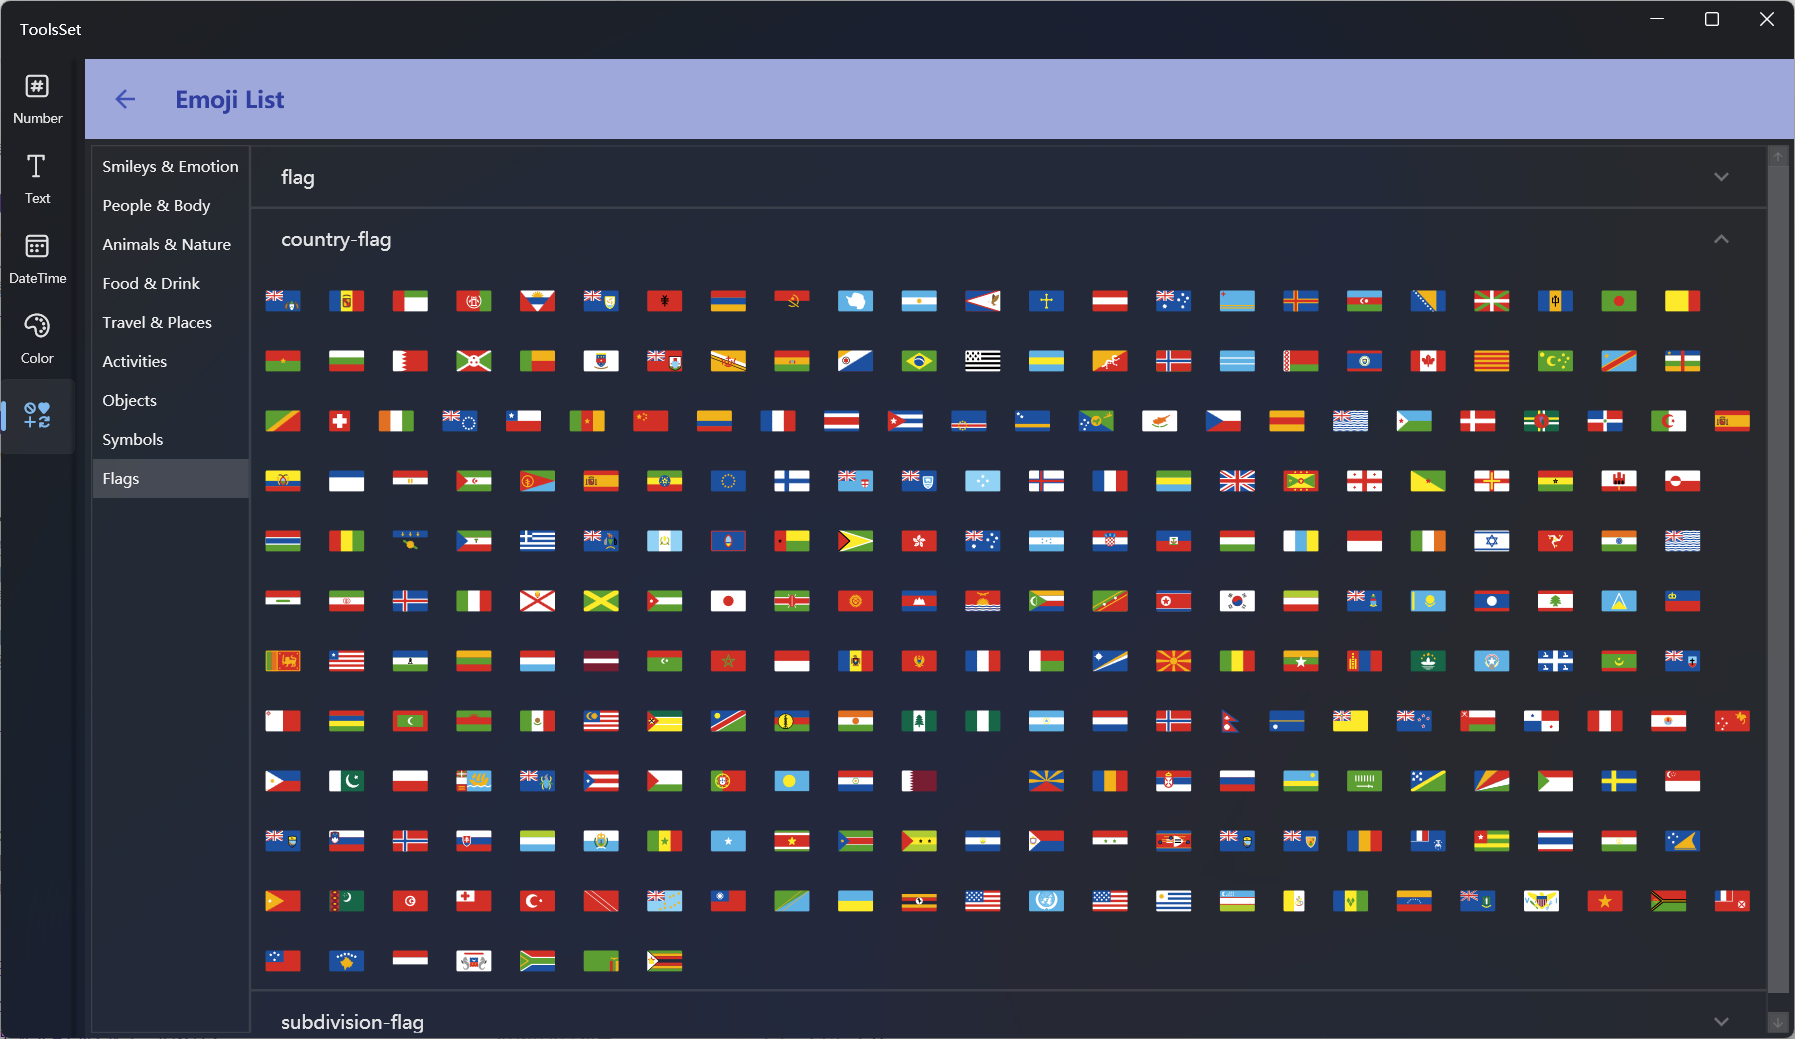 ToolsSet
Number
Text
DateTime
Color
Emoji List
Smileys & Emotion
People & Body
Animals & Nature
Food & Drink
Travel & Places
Activities
Objects
Symbols
Flags
flag
country-flag
subdivision-flag